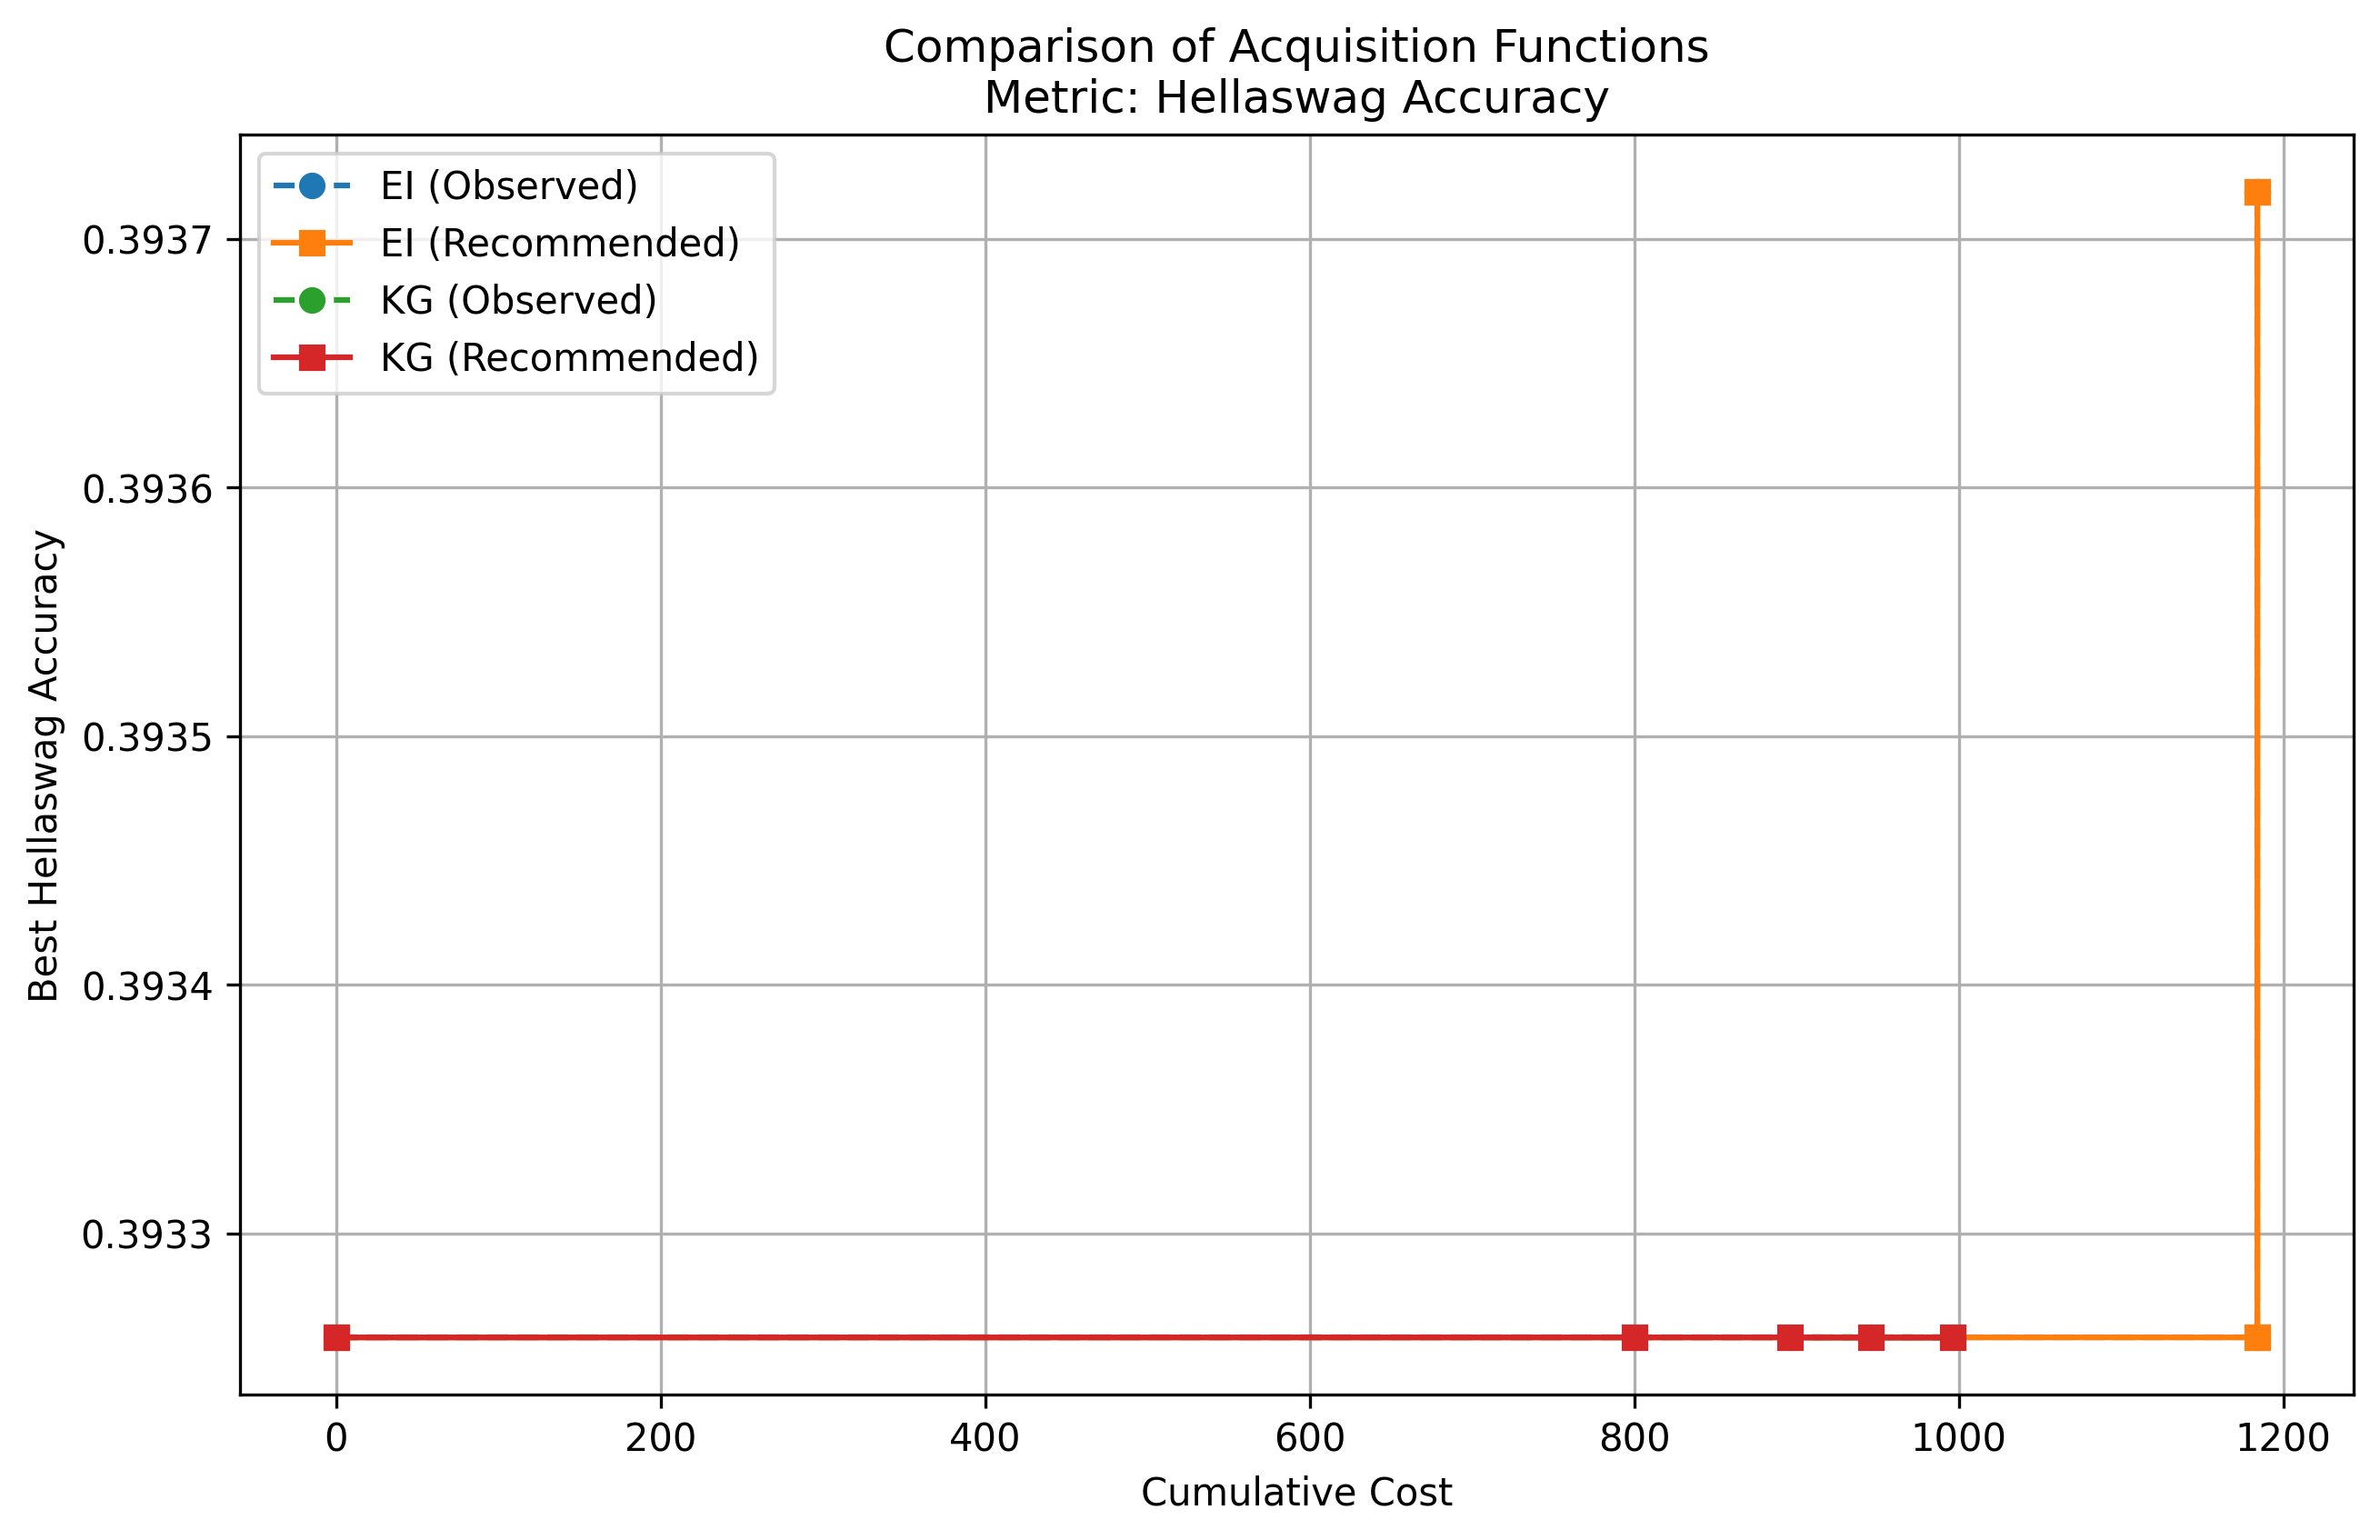 Comparison of Acquisition Functions
Metric: Hellaswag Accuracy
EI (Observed)
EI (Recommended)
KG (Observed)
KG (Recommended)
Best Hellaswag Accuracy
0.3937
0.3936
0.3935
0.3934
0.3933
0 200 400 600 800 1000 1200
Cumulative Cost